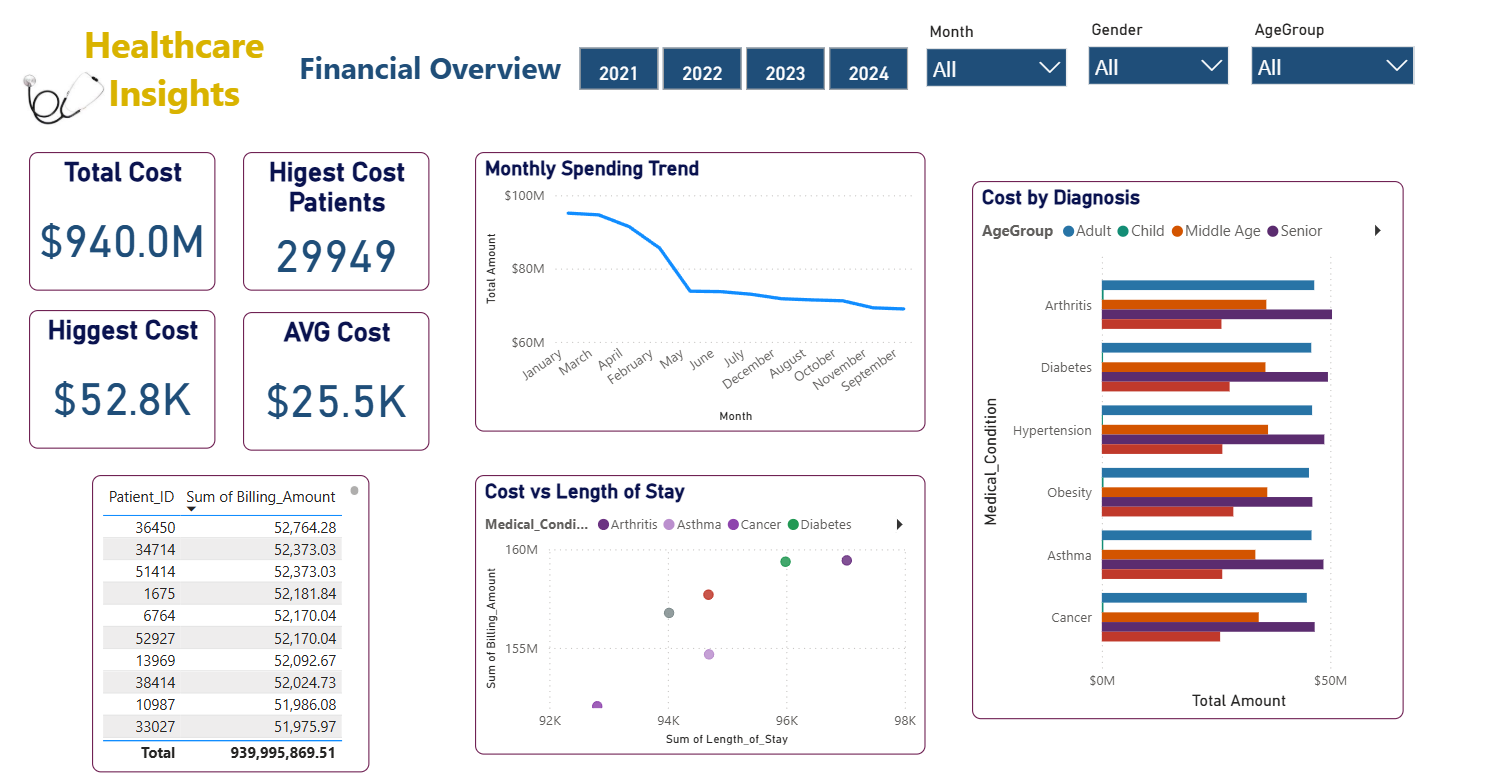 Healthcare
Insights
Financial Overview
2021
2022
2023
2024
Month
All
Gender
All
AgeGroup
All
Total Cost
$940.0M
Higest Cost
Patients
29949
Higgest Cost
$52.8K
AVG Cost
$25.5K
Patient_ID Sum of Billing_Amount
36450 52,764.28
34714 52,373.03
51414 52,373.03
1675 52,181.84
6764 52,170.04
52927 52,170.04
13969 52,092.67
38414 52,024.73
10987 51,986.08
33027 51,975.97
Total 939,995,869.51
Monthly Spending Trend
Total Amount
$100M
$80M
$60M
January
March
April
February
May
June
July
December
August
October
November
September
Month
Cost vs Length of Stay
Medical_Condi... Arthritis Asthma Cancer Diabetes
Sum of Billing_Amount
160M
155M
92K 94K 96K 98K
Sum of Length_of_Stay
Cost by Diagnosis
AgeGroup Adult Child Middle Age Senior
Medical_Condition
Arthritis
Diabetes
Hypertension
Obesity
Asthma
Cancer
$0M $50M
Total Amount